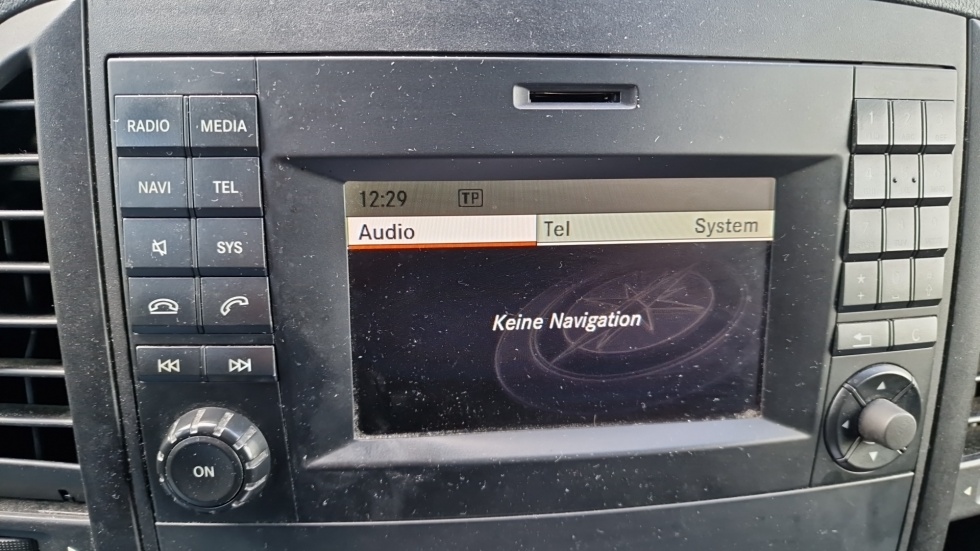 RADIO MEDIA
NAVI TEL
SYS
ON
12:29 TP
Audio Tel System
Keine Navigation